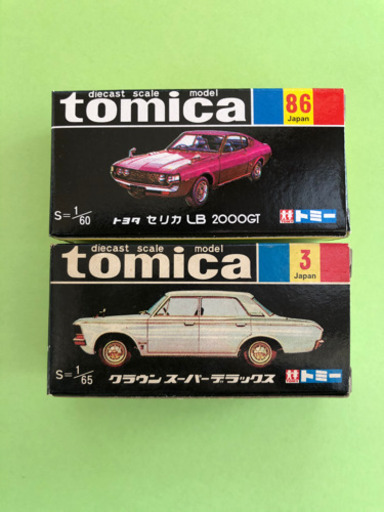 diecast scale model
tomica
86
Japan
S=1/60
トヨタ セリカ LB 2000GT
トミー
diecast scale model
tomica
3
Japan
S=1/65
クラウン スーパーデラックス
トミー